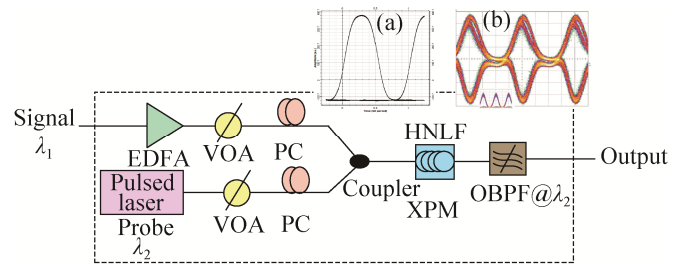 (a)
(b)
Signal
λ1
EDFA
VOA
PC
Pulsed
laser
Probe
λ2
VOA
PC
Coupler
HNLF
XPM
OBPF@λ2
Output